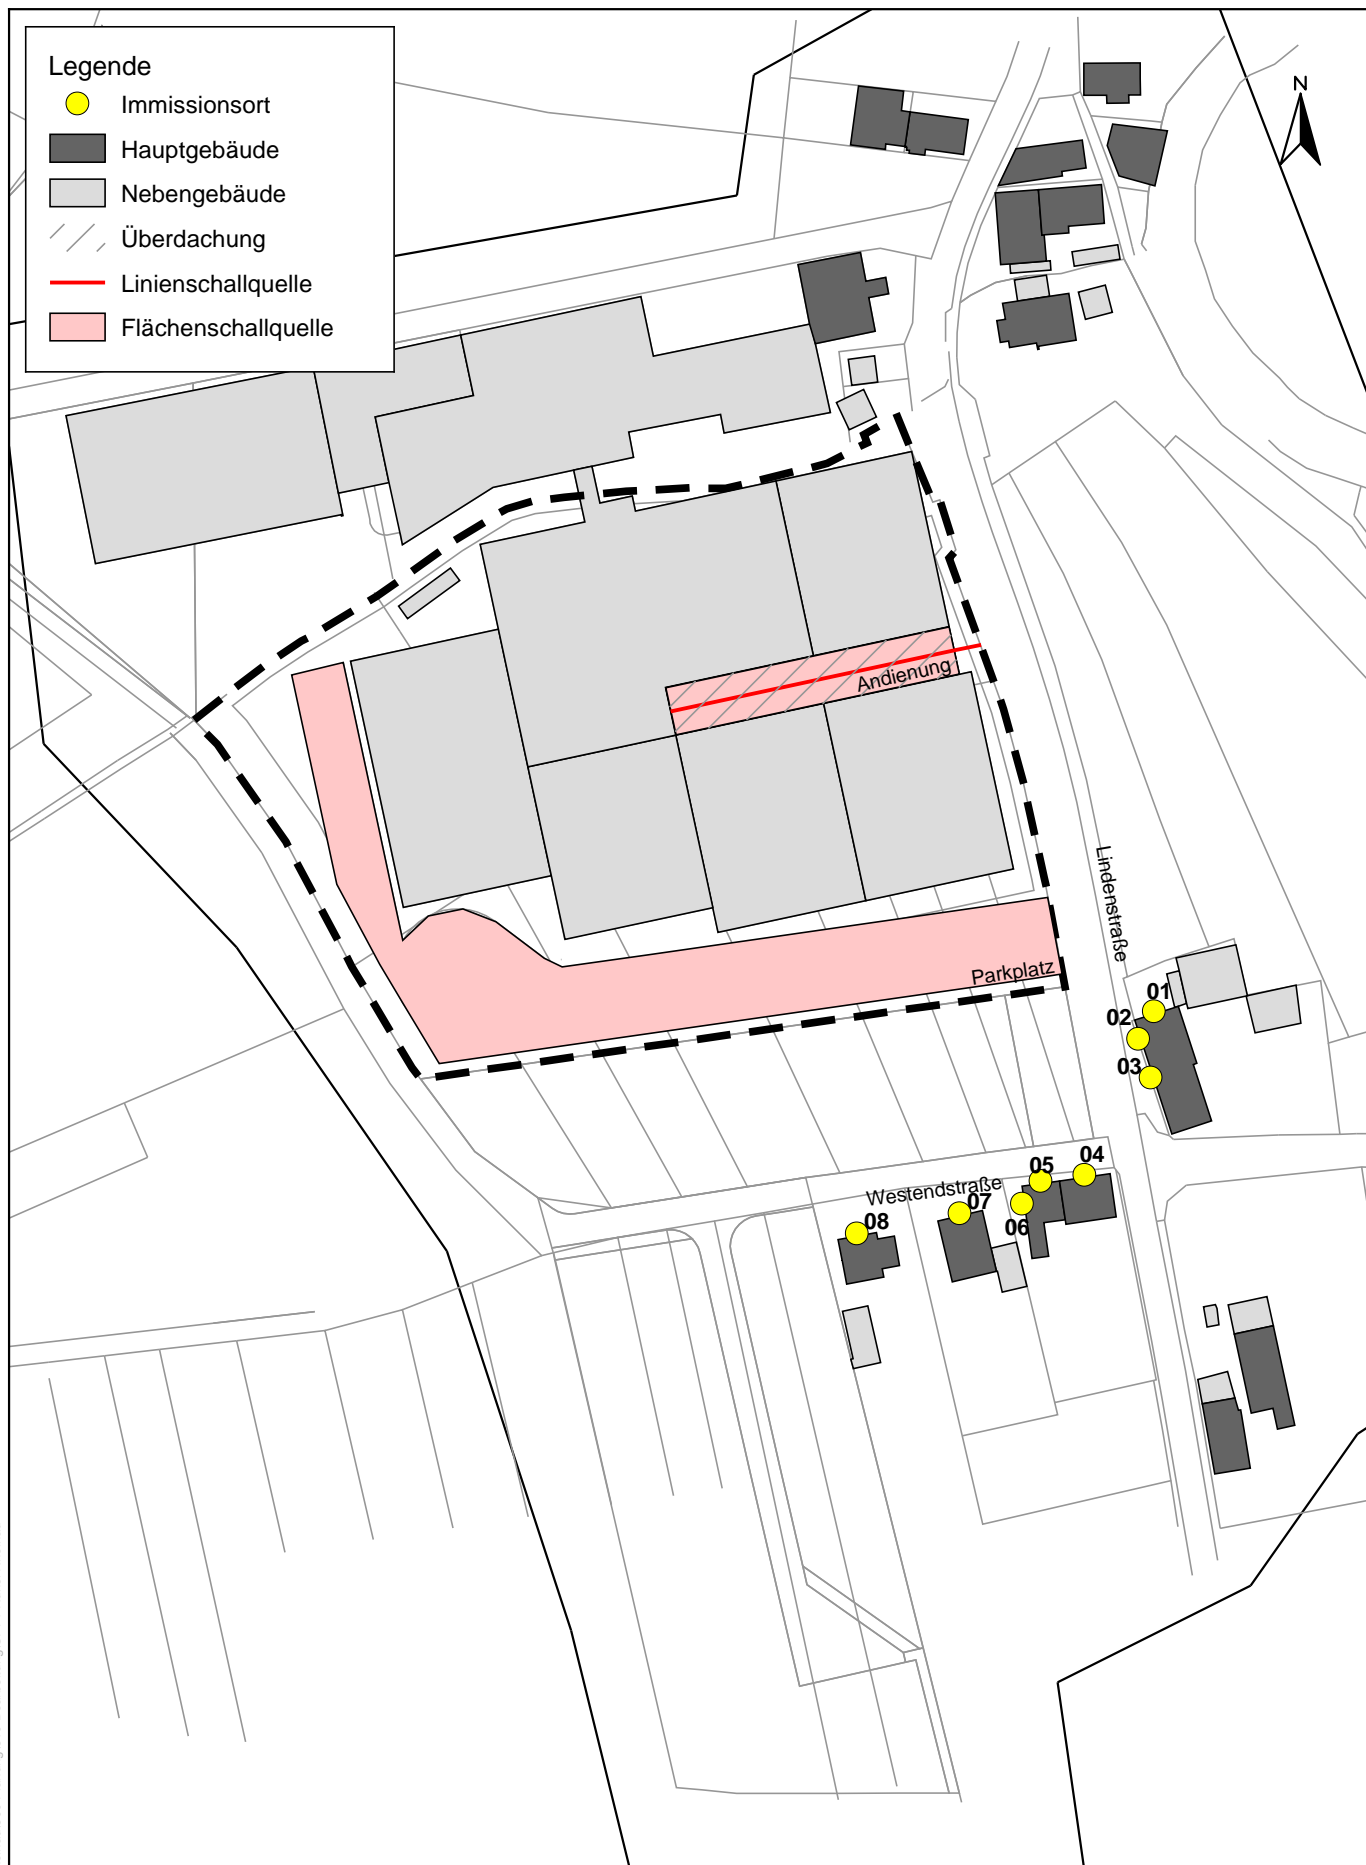 Legende
Immissionsort
Hauptgebäude
Nebengebäude
Überdachung
Linienschallquelle
Flächenschallquelle
N
Andienung
Lindenstraße
Parkplatz
01
02
03
04
05
Westendstraße
07
06
08